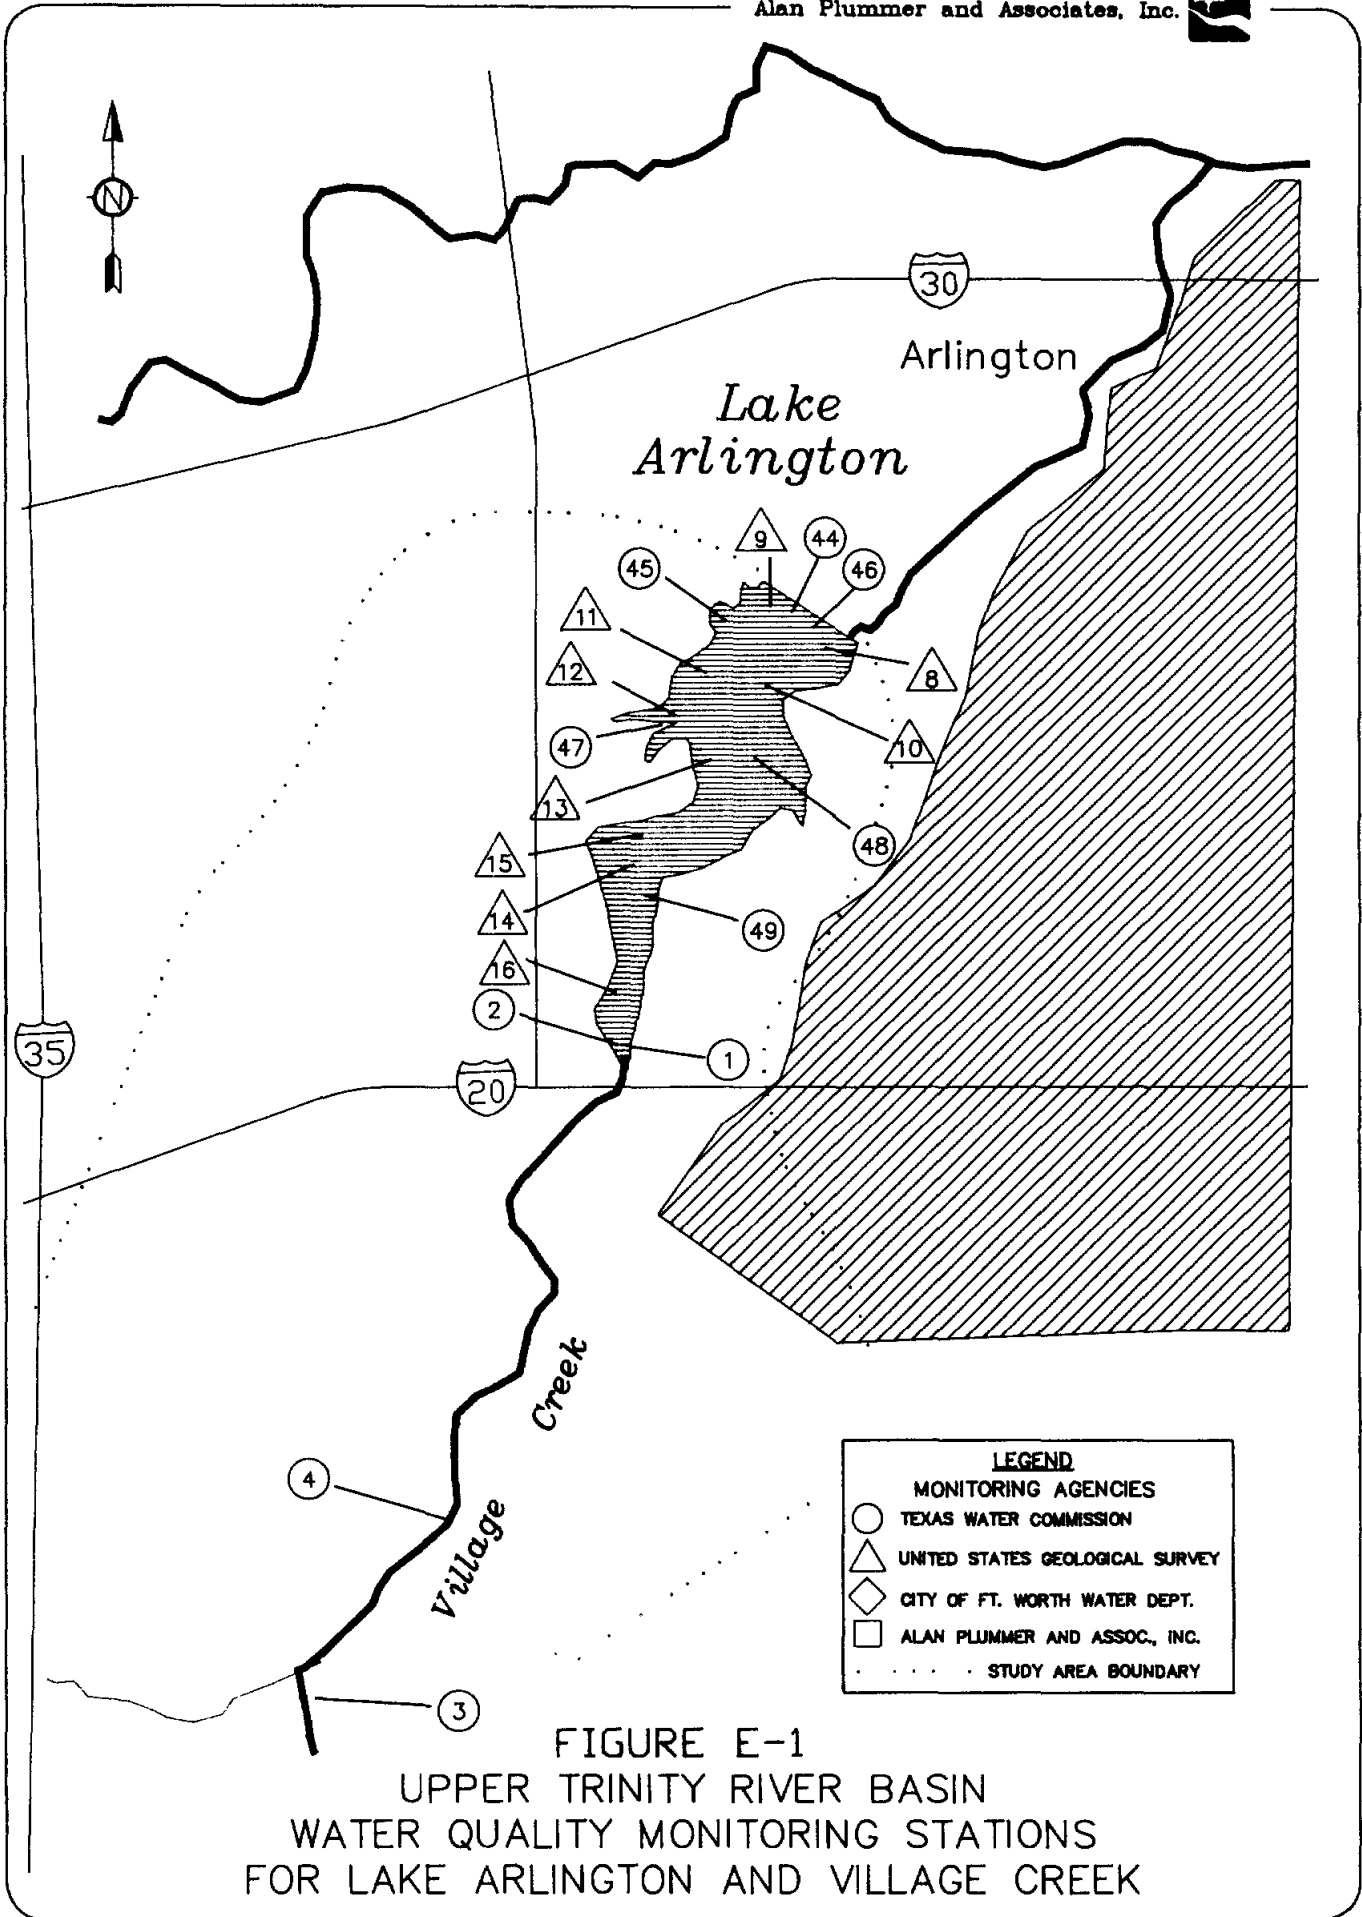 Alan Plummer and Associates, Inc.
N
30
Arlington
Lake
Arlington
9
44
46
45
11
12
8
10
47
13
48
15
14
49
16
2
1
35
20
Creek
Village
4
3
LEGEND
MONITORING AGENCIES
TEXAS WATER COMMISSION
UNITED STATES GEOLOGICAL SURVEY
CITY OF FT. WORTH WATER DEPT.
ALAN PLUMMER AND ASSOC., INC.
STUDY AREA BOUNDARY
FIGURE E-1
UPPER TRINITY RIVER BASIN
WATER QUALITY MONITORING STATIONS
FOR LAKE ARLINGTON AND VILLAGE CREEK